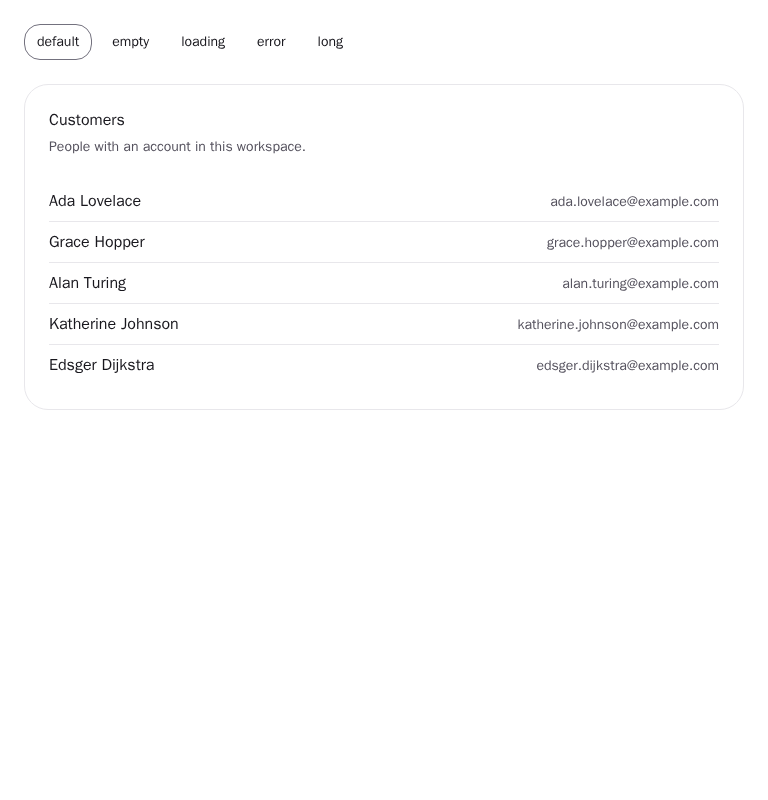 default empty loading error long
Customers
People with an account in this workspace.
Ada Lovelace ada.lovelace@example.com
Grace Hopper grace.hopper@example.com
Alan Turing alan.turing@example.com
Katherine Johnson katherine.johnson@example.com
Edsger Dijkstra edsger.dijkstra@example.com